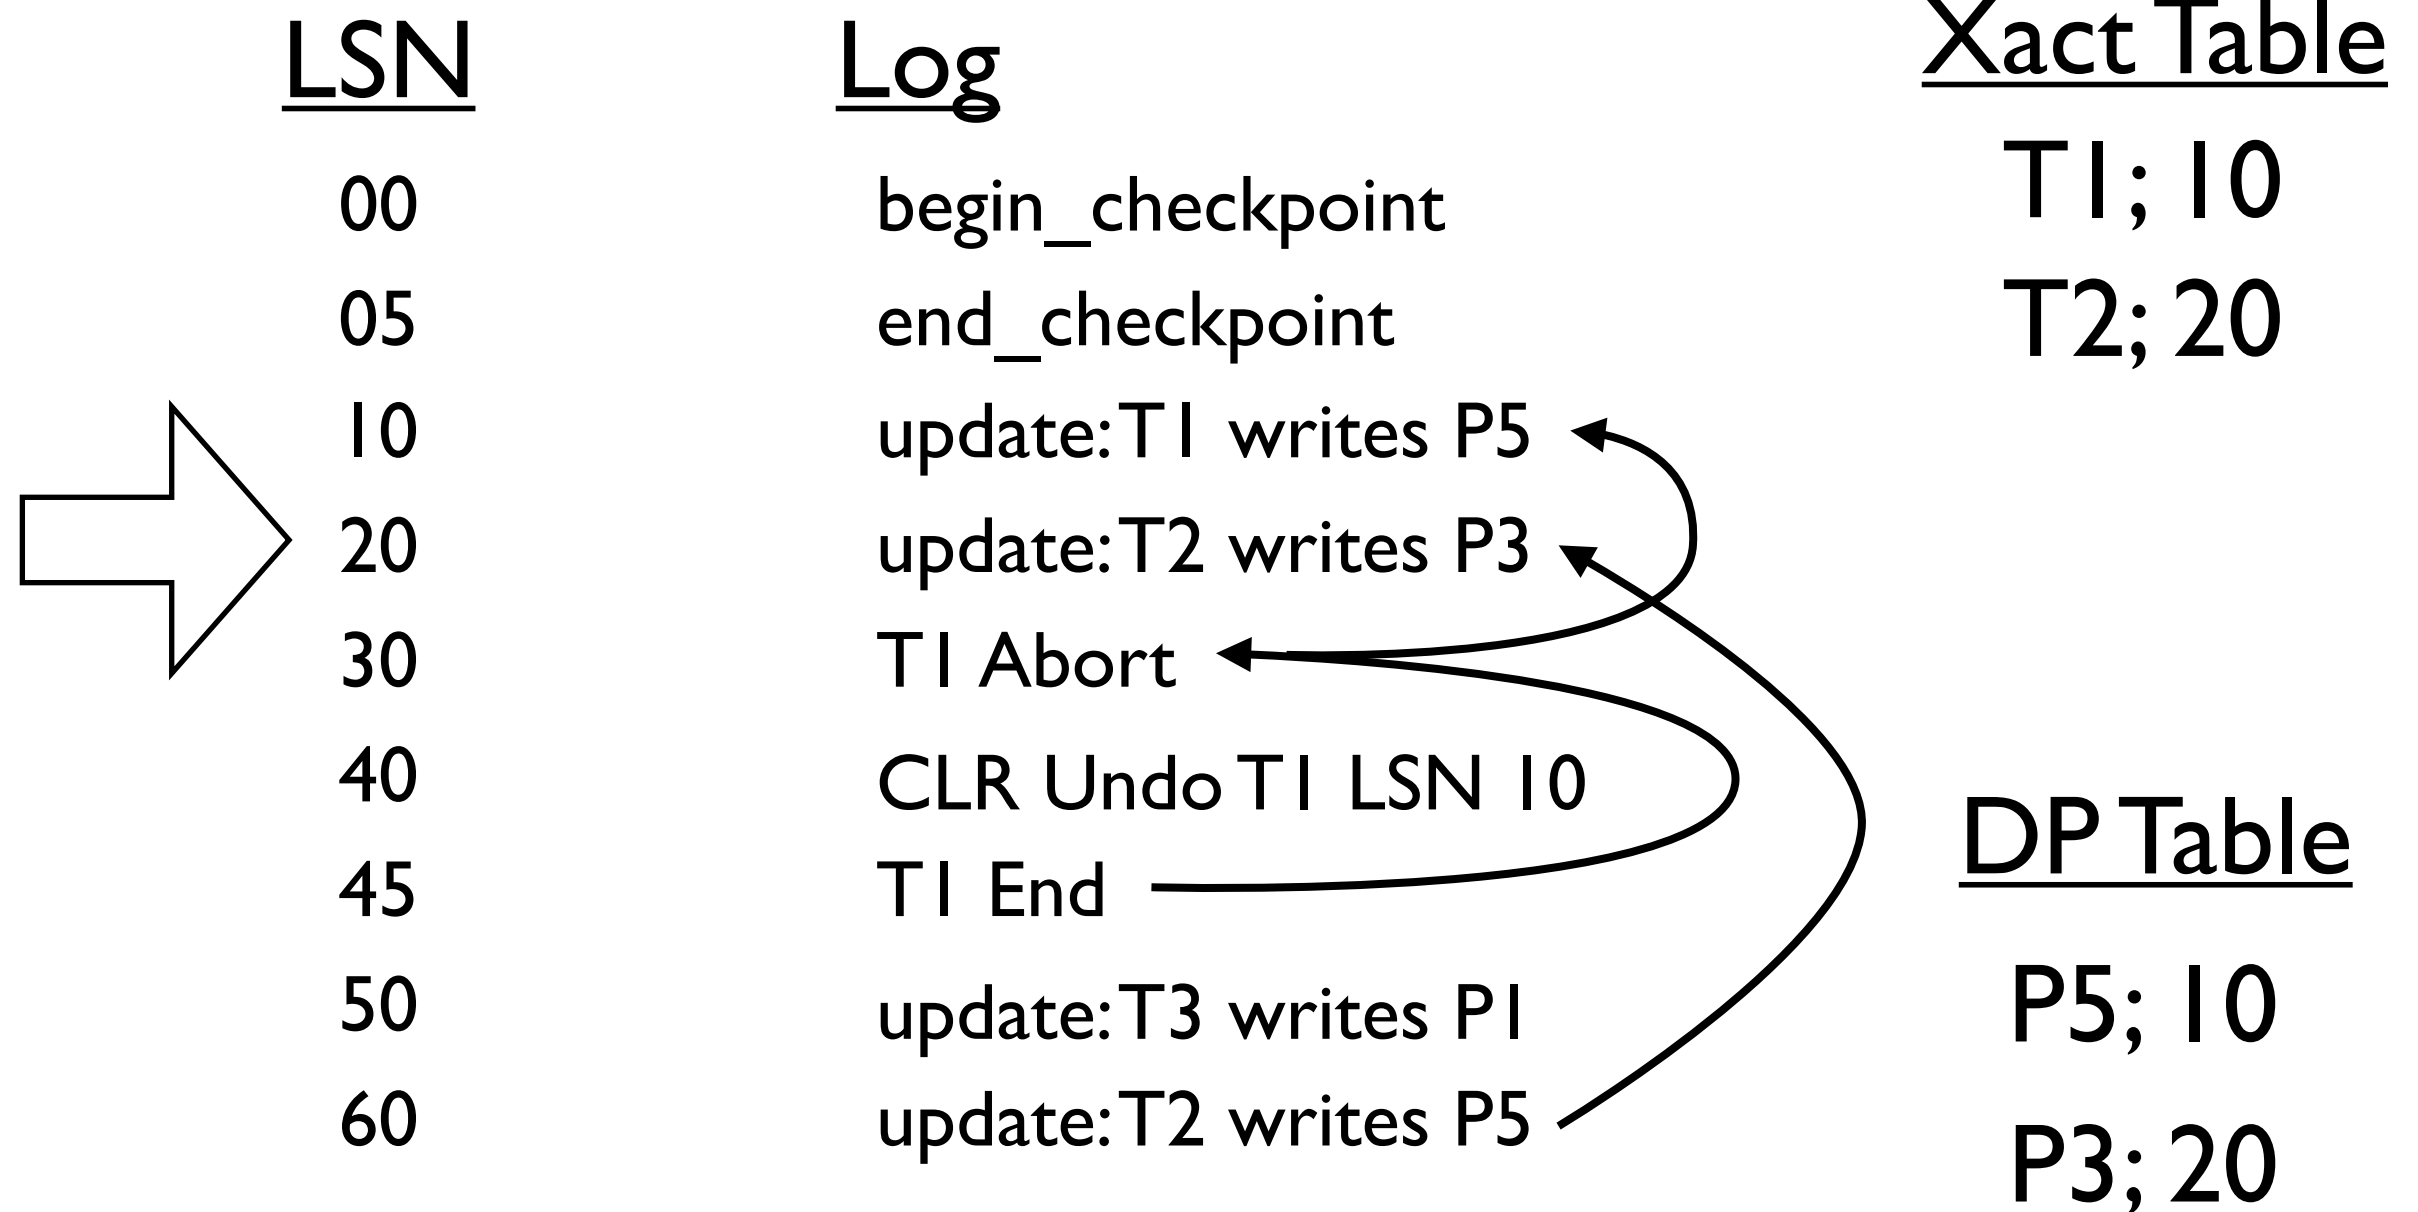 LSN Log Xact Table
00 begin_checkpoint T1; 10
05 end_checkpoint T2; 20
10 update: T1 writes P5
20 update: T2 writes P3
30 T1 Abort
40 CLR Undo T1 LSN 10 DP Table
45 T1 End
50 update: T3 writes P1 P5; 10
60 update: T2 writes P5 P3; 20